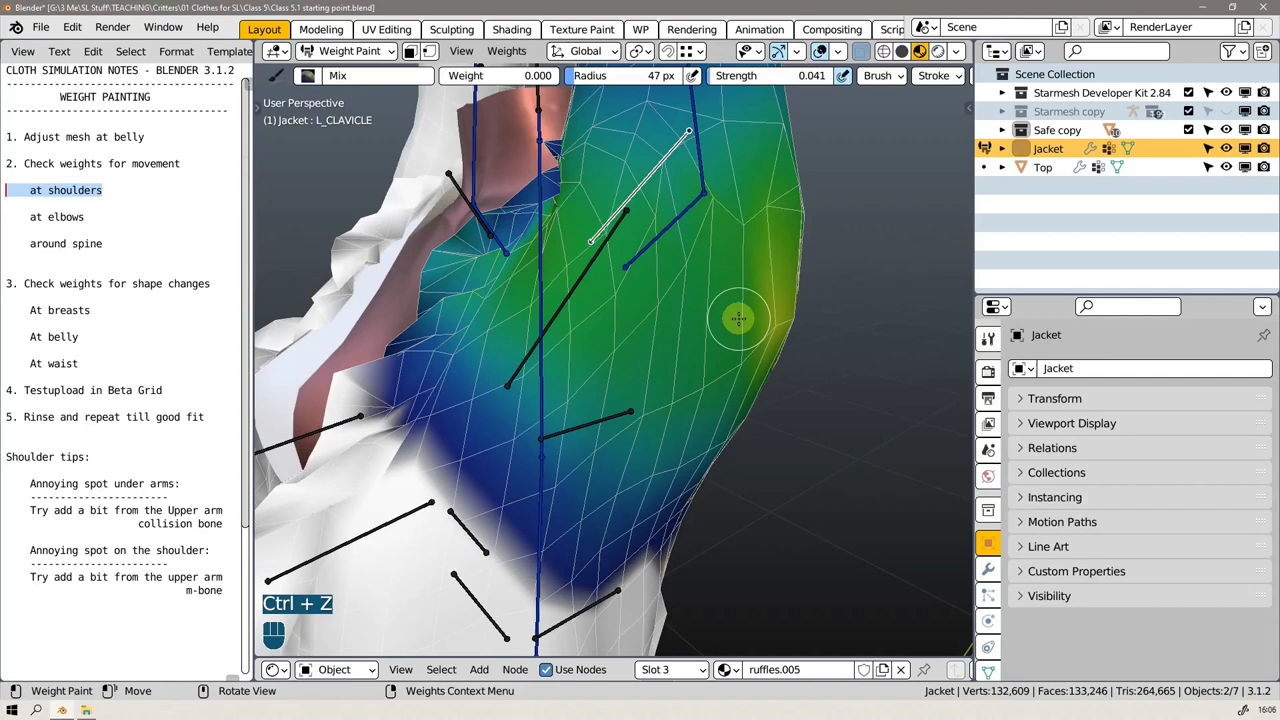 Blender* [G:\3 Me\SL Stuff\TEACHING\Critters\01 Clothes for SL\Class 5\Class 5.1 starting point.blend]
File Edit Render Window Help
Layout Modeling UV Editing Sculpting Shading Texture Paint WP Rendering Animation Compositing Scrip
Scene
RenderLayer
View Text Edit Select Format Template
Weight Paint
View Weights
Global
Mix
Weight 0.000
Radius 47 px
Strength 0.041
Brush
Stroke
CLOTH SIMULATION NOTES - BLENDER 3.1.2
WEIGHT PAINTING
1. Adjust mesh at belly
2. Check weights for movement
at shoulders
at elbows
around spine
3. Check weights for shape changes
At breasts
At belly
At waist
4. Testupload in Beta Grid
5. Rinse and repeat till good fit
Shoulder tips:
Annoying spot under arms:
-----------------------
Try add a bit from the Upper arm
collision bone
Annoying spot on the shoulder:
---------------------------
Try add a bit from the upper arm
m-bone
User Perspective
(1) Jacket : L_CLAVICLE
Ctrl + Z
Scene Collection
Starmesh Developer Kit 2.84
Starmesh copy
Safe copy
Jacket
Top
Jacket
Jacket
Transform
Viewport Display
Relations
Collections
Instancing
Motion Paths
Line Art
Custom Properties
Visibility
Object
View Select Add Node
Use Nodes
Slot 3
ruffles.005
Weight Paint
Move
Rotate View
Weights Context Menu
Jacket | Verts:132,609 | Faces:133,246 | Tris:264,665 | Objects:2/7 | 3.1.2
16:06